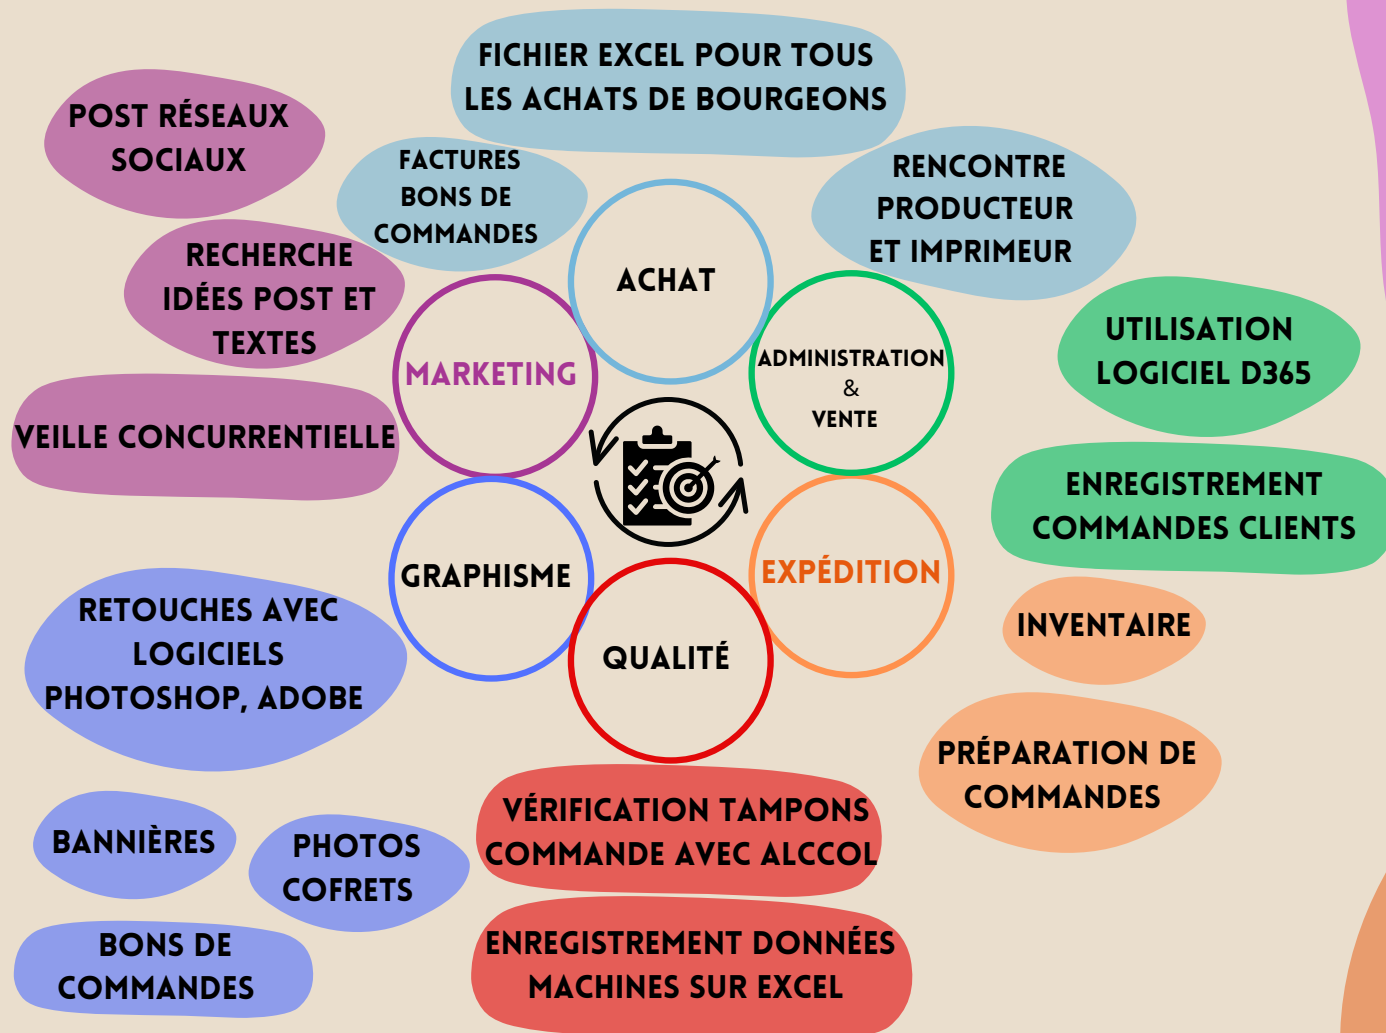 FICHIER EXCEL POUR TOUS
LES ACHATS DE BOURGEONS
POST RÉSEAUX
SOCIAUX
FACTURES
BONS DE
COMMANDES
RENCONTRE
PRODUCTEUR
ET IMPRIMEUR
RECHERCHE
IDÉES POST ET
TEXTES
ACHAT
UTILISATION
LOGICIEL D365
MARKETING
ADMINISTRATION
&
VENTE
VEILLE CONCURRENTIELLE
ENREGISTREMENT
COMMANDES CLIENTS
GRAPHISME
EXPÉDITION
RETOUCHES AVEC
LOGICIELS
PHOTOSHOP, ADOBE
INVENTAIRE
QUALITÉ
PRÉPARATION DE
COMMANDES
VÉRIFICATION TAMPONS
COMMANDE AVEC ALCCOL
BANNIÈRES
PHOTOS
COFRETS
BONS DE
COMMANDES
ENREGISTREMENT DONNÉES
MACHINES SUR EXCEL